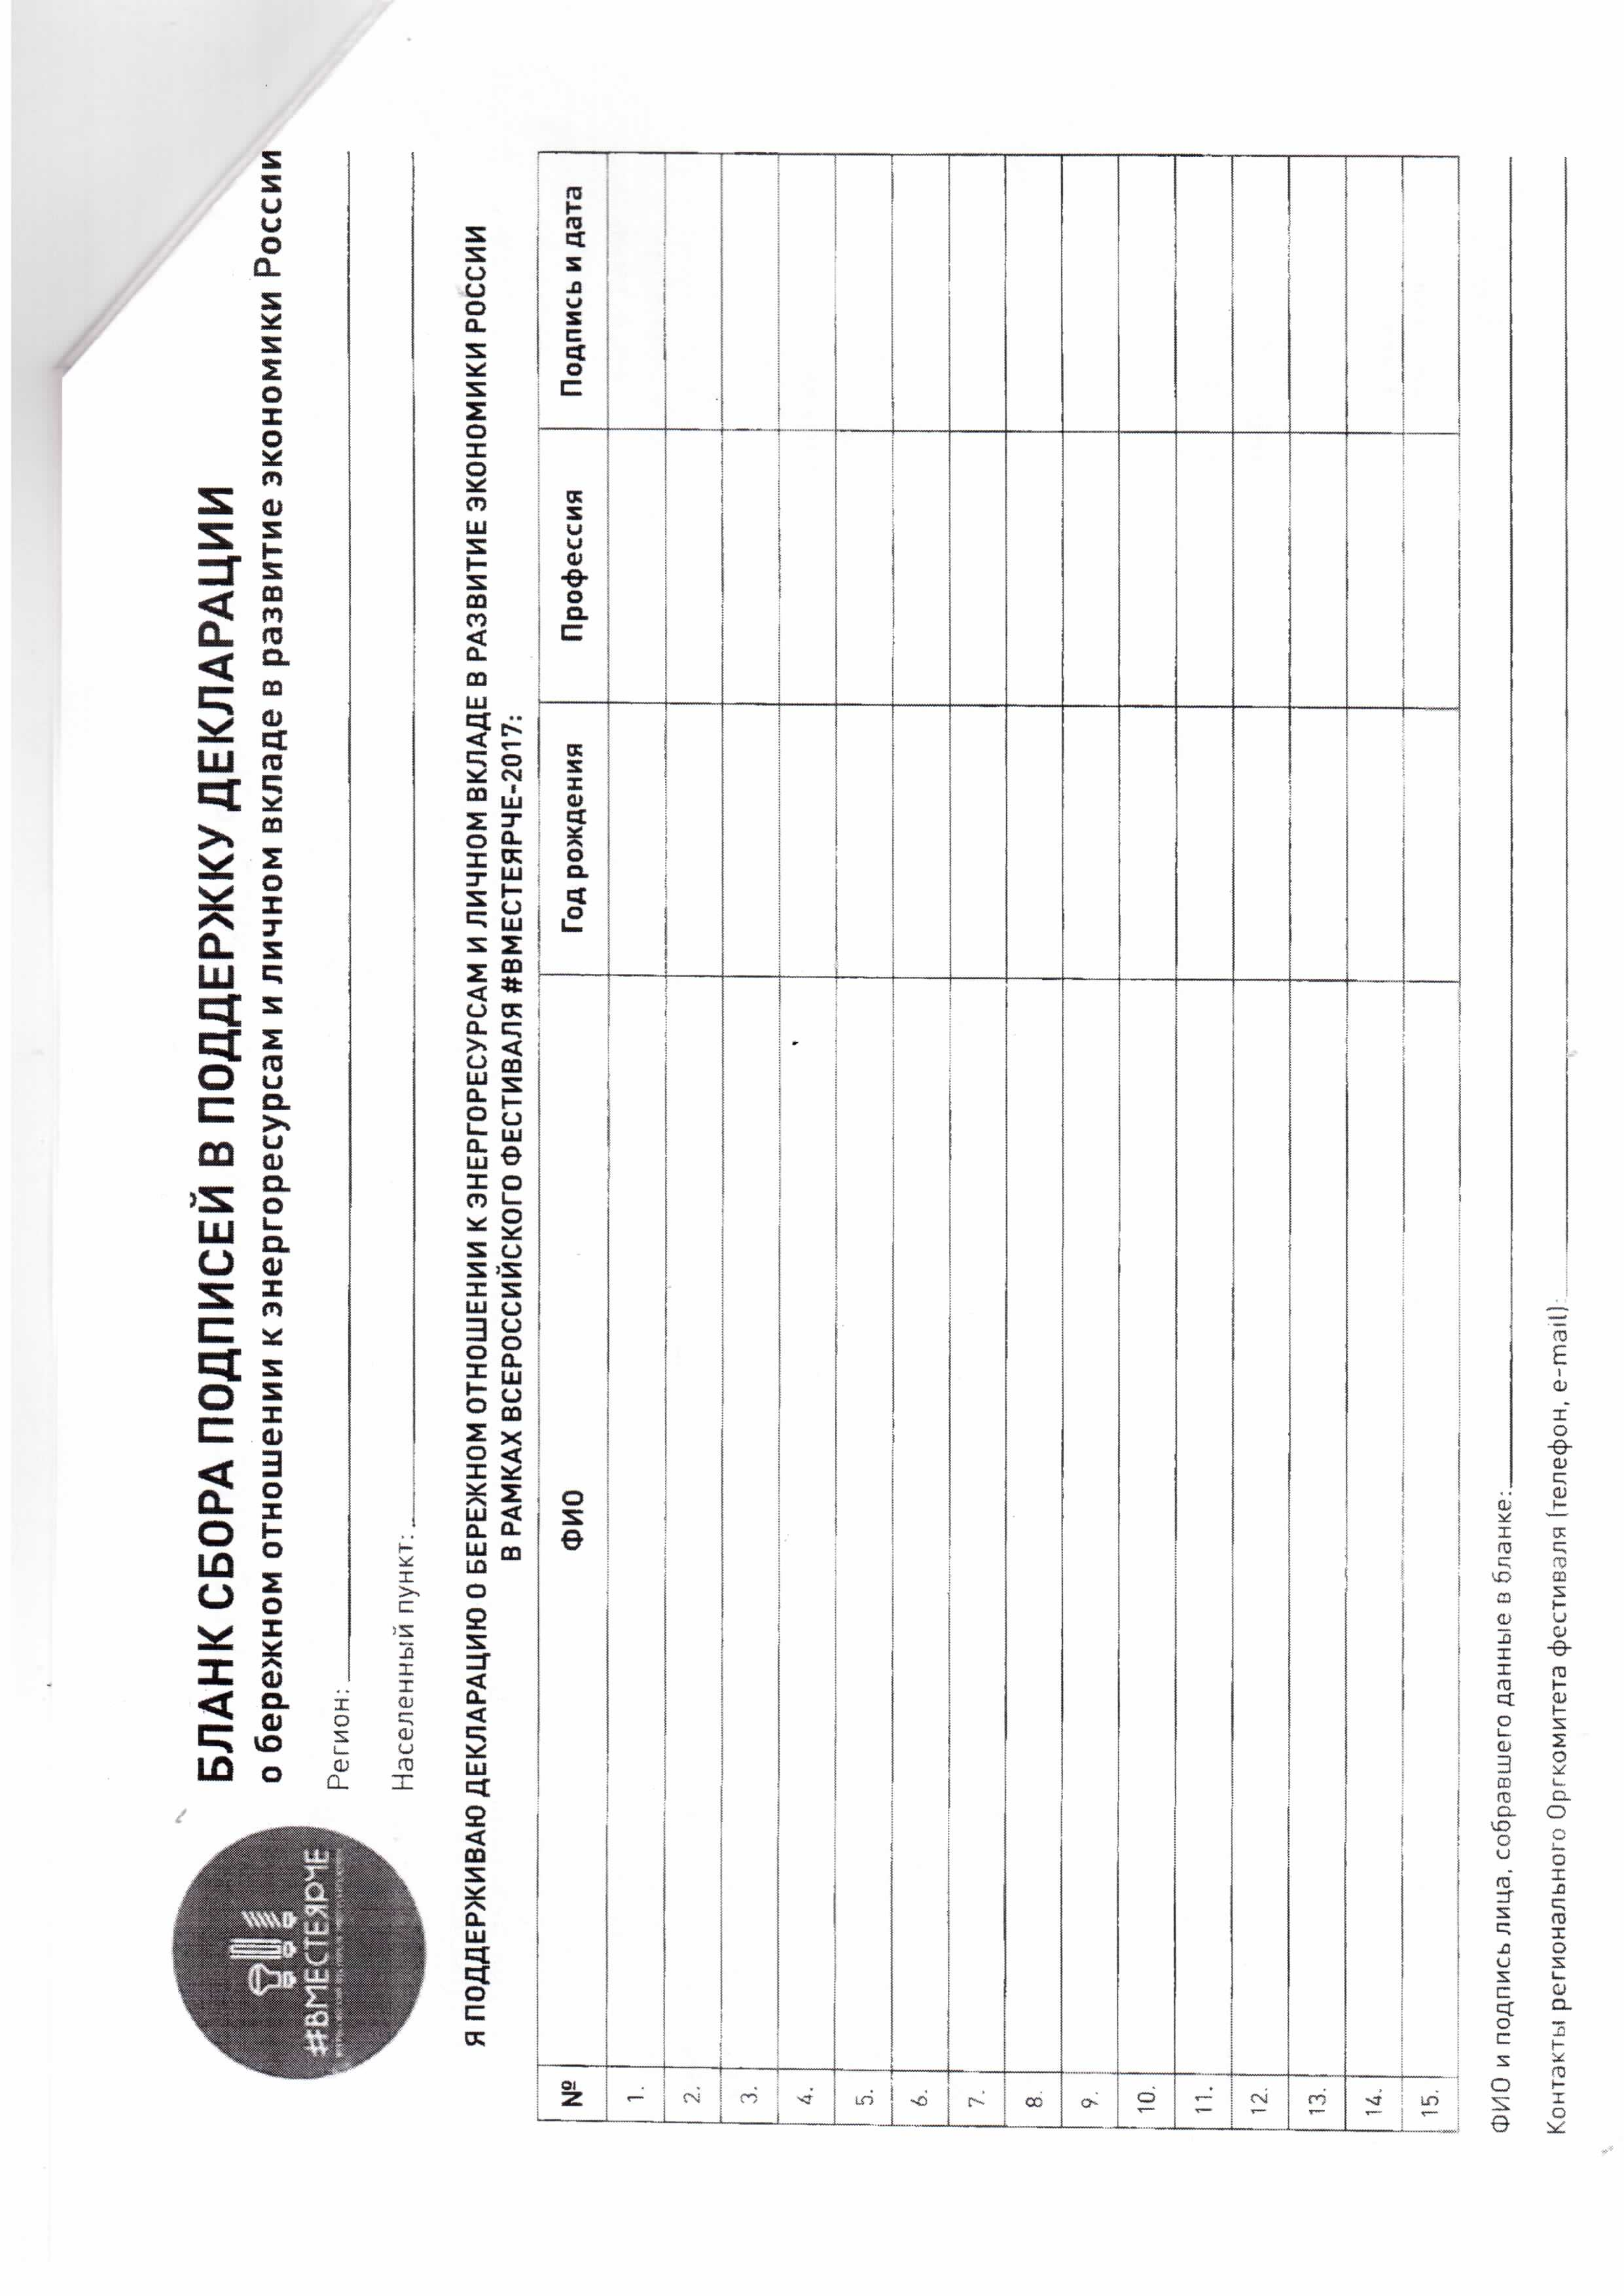 #ВМЕСТЕЯРЧЕ
БЛАНК СБОРА ПОДПИСЕЙ В ПОДДЕРЖКУ ДЕКЛАРАЦИИ
о бережном отношении к энергоресурсам и личном вкладе в развитие экономики России
Регион:
Населенный пункт:
Я ПОДДЕРЖИВАЮ ДЕКЛАРАЦИЮ О БЕРЕЖНОМ ОТНОШЕНИИ К ЭНЕРГОРЕСУРСАМ И ЛИЧНОМ ВКЛАДЕ В РАЗВИТИЕ ЭКОНОМИКИ РОССИИ
В РАМКАХ ВСЕРОССИЙСКОГО ФЕСТИВАЛЯ #ВМЕСТЕЯРЧЕ-2017:
№ ФИО Год рождения Профессия Подпись и дата
1.
2.
3.
4.
5.
6.
7.
8.
9.
10.
11.
12.
13.
14.
15.
ФИО и подпись лица, собравшего данные в бланке:
Контакты регионального Оргкомитета фестиваля (телефон, e-mail):